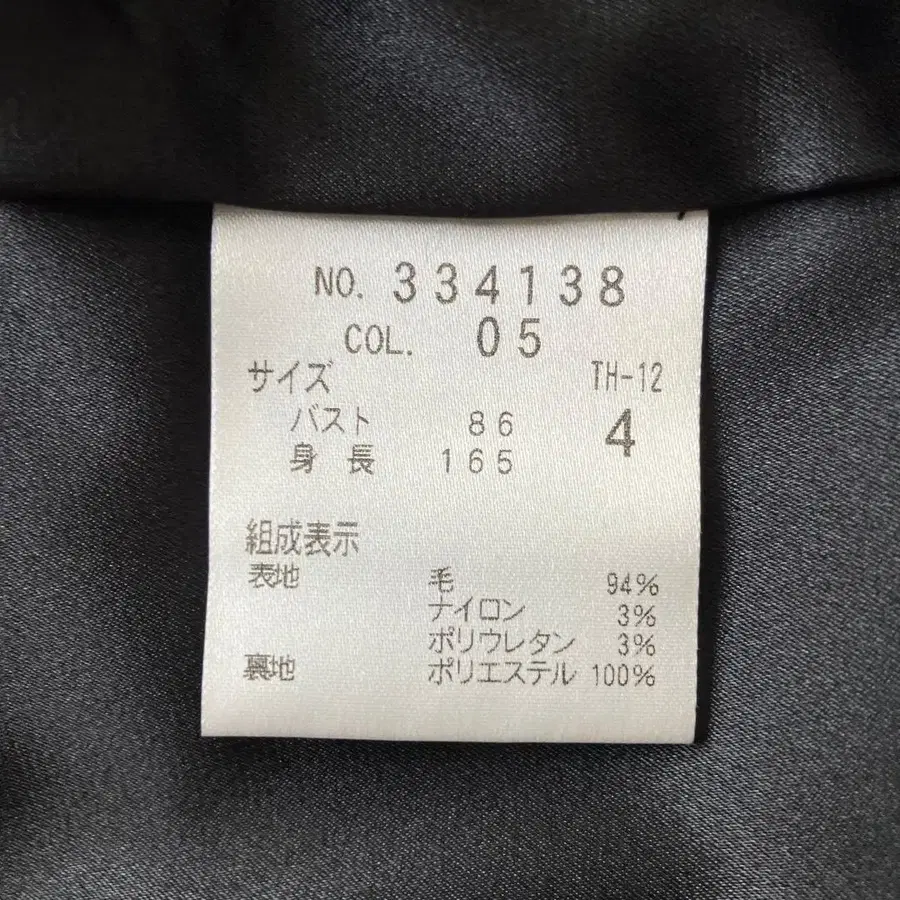 NO. 334138
COL. 05
サイズ TH-12
バスト 86 4
身長 165
組成表示
表地 毛 94%
ナイロン 3%
ポリウレタン 3%
裏地 ポリエステル 100%